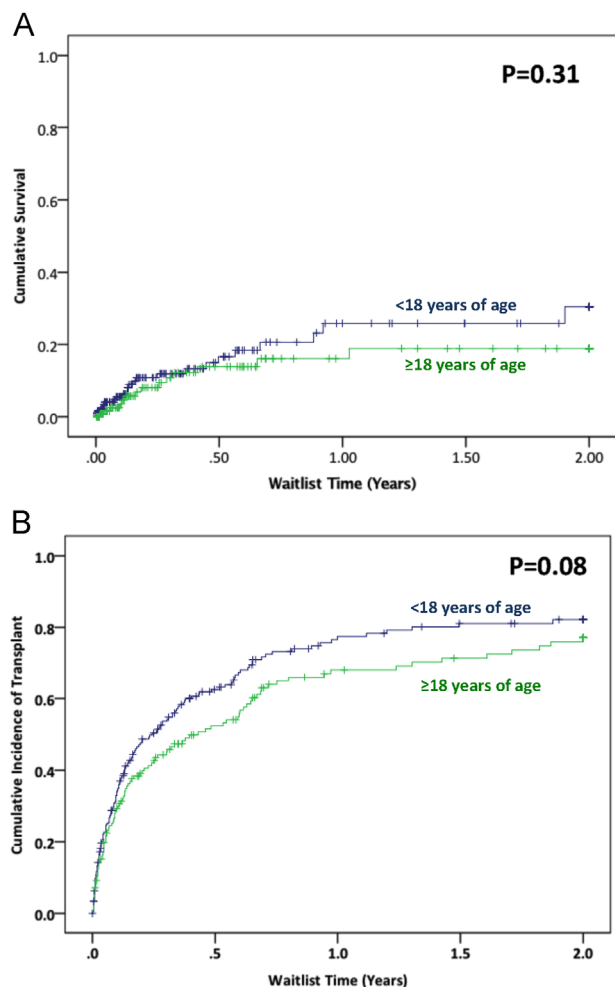 A
P=0.31
1.0
0.8
0.6
0.4
0.2
0.0
Cumulative Survival
<18 years of age
≥18 years of age
.00
.50
1.00
1.50
2.00
Waitlist Time (Years)
B
P=0.08
1.0
0.8
0.6
0.4
0.2
0.0
Cumulative Incidence of Transplant
<18 years of age
≥18 years of age
.0
.5
1.0
1.5
2.0
Waitlist Time (Years)